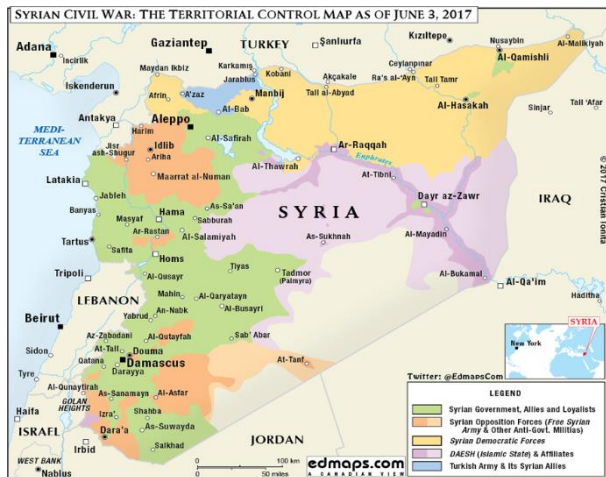 SYRIAN CIVIL WAR: THE TERRITORIAL CONTROL MAP AS OF JUNE 3, 2017
Adana
Incirlik
Gaziantep
TURKEY
Şanlıurfa
Kızıltepe
Nusaybin
Al-Malikiyah
Al-Qamishli
Karkamış
Jarablus
Kobani
Akçakale
Ceylanpınar
Ra's al-'Ayn
Tall Tamr
Iskenderun
Maydan Ikbiz
Afrin
A'zaz
Manbij
Tall al-Abyad
Al-Hasakah
Sinjar
Tall 'Afar
Antakya
Al-Bab
Aleppo
Harim
Al-Safirah
MEDI-
TERRANEAN
SEA
Jisr
ash-Shugur
Idlib
Ariha
Ar-Raqqah
Euphrates
Al-Thawrah
At-Tibni
Maarrat al-Numan
Latakia
Jableh
SYRIA
Dayr az-Zawr
IRAQ
Banyas
Hama
As-Sa'an
Masyaf
Sabburah
Ar-Rastan
Al-Salamiyah
As-Sukhnah
Al-Mayadin
Tartus
Safita
Homs
Al-Bukamal
Al-Qa'im
Tripoli
Al-Qusayr
Tiyas
Tadmor
(Palmyra)
Haditha
LEBANON
Mahin
Al-Qaryatayn
An-Nabk
Yabrud
Al-Busayri
Beirut
Az-Zabadani
Al-Qutayfah
Sab' Abar
At-Tall
Douma
Sidon
Qatana
Damascus
Darayya
At-Tanf
Tyre
Al-Qunaytirah
As-Sanamayn
Al-Asfar
GOLAN
HEIGHTS
Izra'
Shahba
Haifa
As-Suwayda
ISRAEL
Dara'a
Salkhad
Irbid
JORDAN
WEST BANK
Nablus
0
100 km
50 miles
edmaps.com
A CANADIAN VIEW
© 2017 Cristian Ionita
New York
SYRIA
Twitter: @EdmapsCom
LEGEND
Syrian Government, Allies and Loyalists
Syrian Opposition Forces (Free Syrian
Army & Other Anti-Govt. Militias)
Syrian Democratic Forces
DAESH (Islamic State) & Affiliates
Turkish Army & Its Syrian Allies